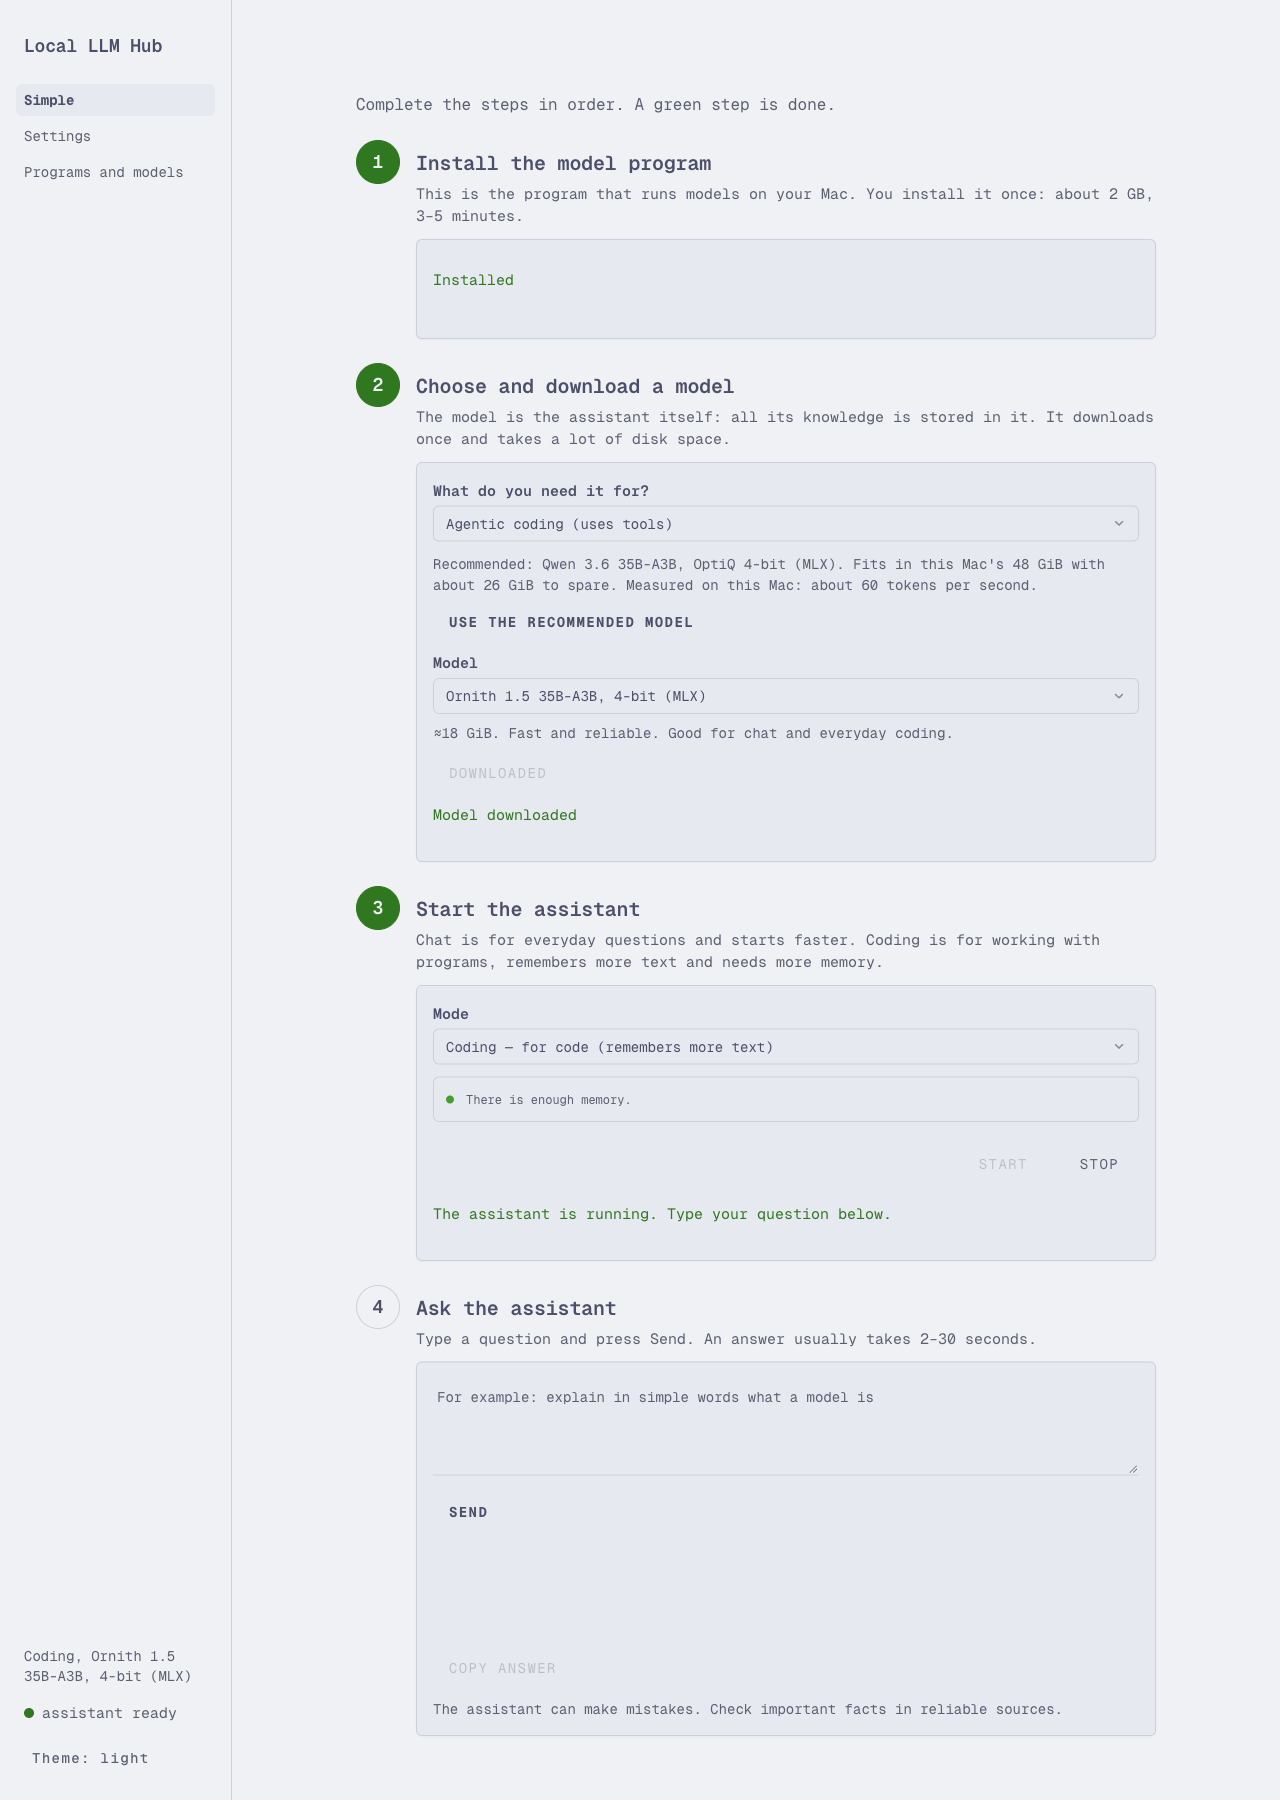 Local LLM Hub
Simple
Settings
Programs and models
Complete the steps in order. A green step is done.
1
Install the model program
This is the program that runs models on your Mac. You install it once: about 2 GB,
3–5 minutes.
Installed
2
Choose and download a model
The model is the assistant itself: all its knowledge is stored in it. It downloads
once and takes a lot of disk space.
What do you need it for?
Agentic coding (uses tools)
Recommended: Qwen 3.6 35B-A3B, OptiQ 4-bit (MLX). Fits in this Mac's 48 GiB with
about 26 GiB to spare. Measured on this Mac: about 60 tokens per second.
USE THE RECOMMENDED MODEL
Model
Ornith 1.5 35B-A3B, 4-bit (MLX)
≈18 GiB. Fast and reliable. Good for chat and everyday coding.
DOWNLOADED
Model downloaded
3
Start the assistant
Chat is for everyday questions and starts faster. Coding is for working with
programs, remembers more text and needs more memory.
Mode
Coding — for code (remembers more text)
There is enough memory.
START STOP
The assistant is running. Type your question below.
4
Ask the assistant
Type a question and press Send. An answer usually takes 2–30 seconds.
For example: explain in simple words what a model is
SEND
COPY ANSWER
The assistant can make mistakes. Check important facts in reliable sources.
Coding, Ornith 1.5
35B-A3B, 4-bit (MLX)
assistant ready
Theme: light